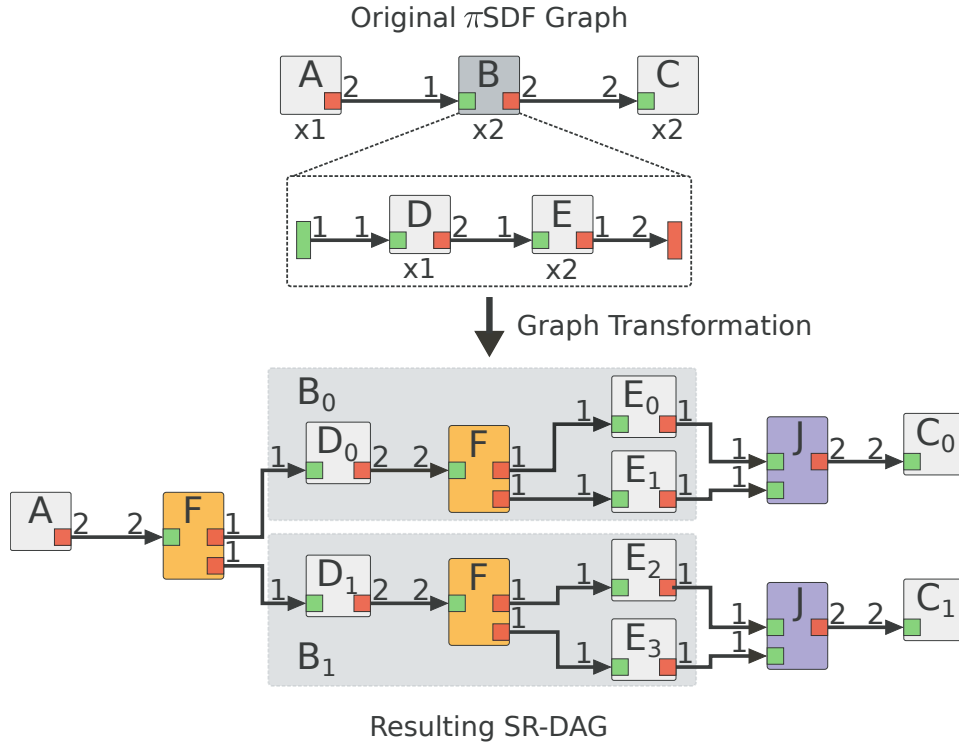 Original πSDF Graph
A 2 1 B 2 2 C
x1 x2 x2
1 1 D 2 1 E 1 2
x1 x2
Graph Transformation
B0
1 D0 2 2 F 1 1 E0 1 1 J 2 2 C0
1 1 E1 1 1
A 2 2 F 1
1
1 D1 2 2 F 1 1 E2 1 1 J 2 2 C1
1 1 E3 1 1
B1
Resulting SR-DAG